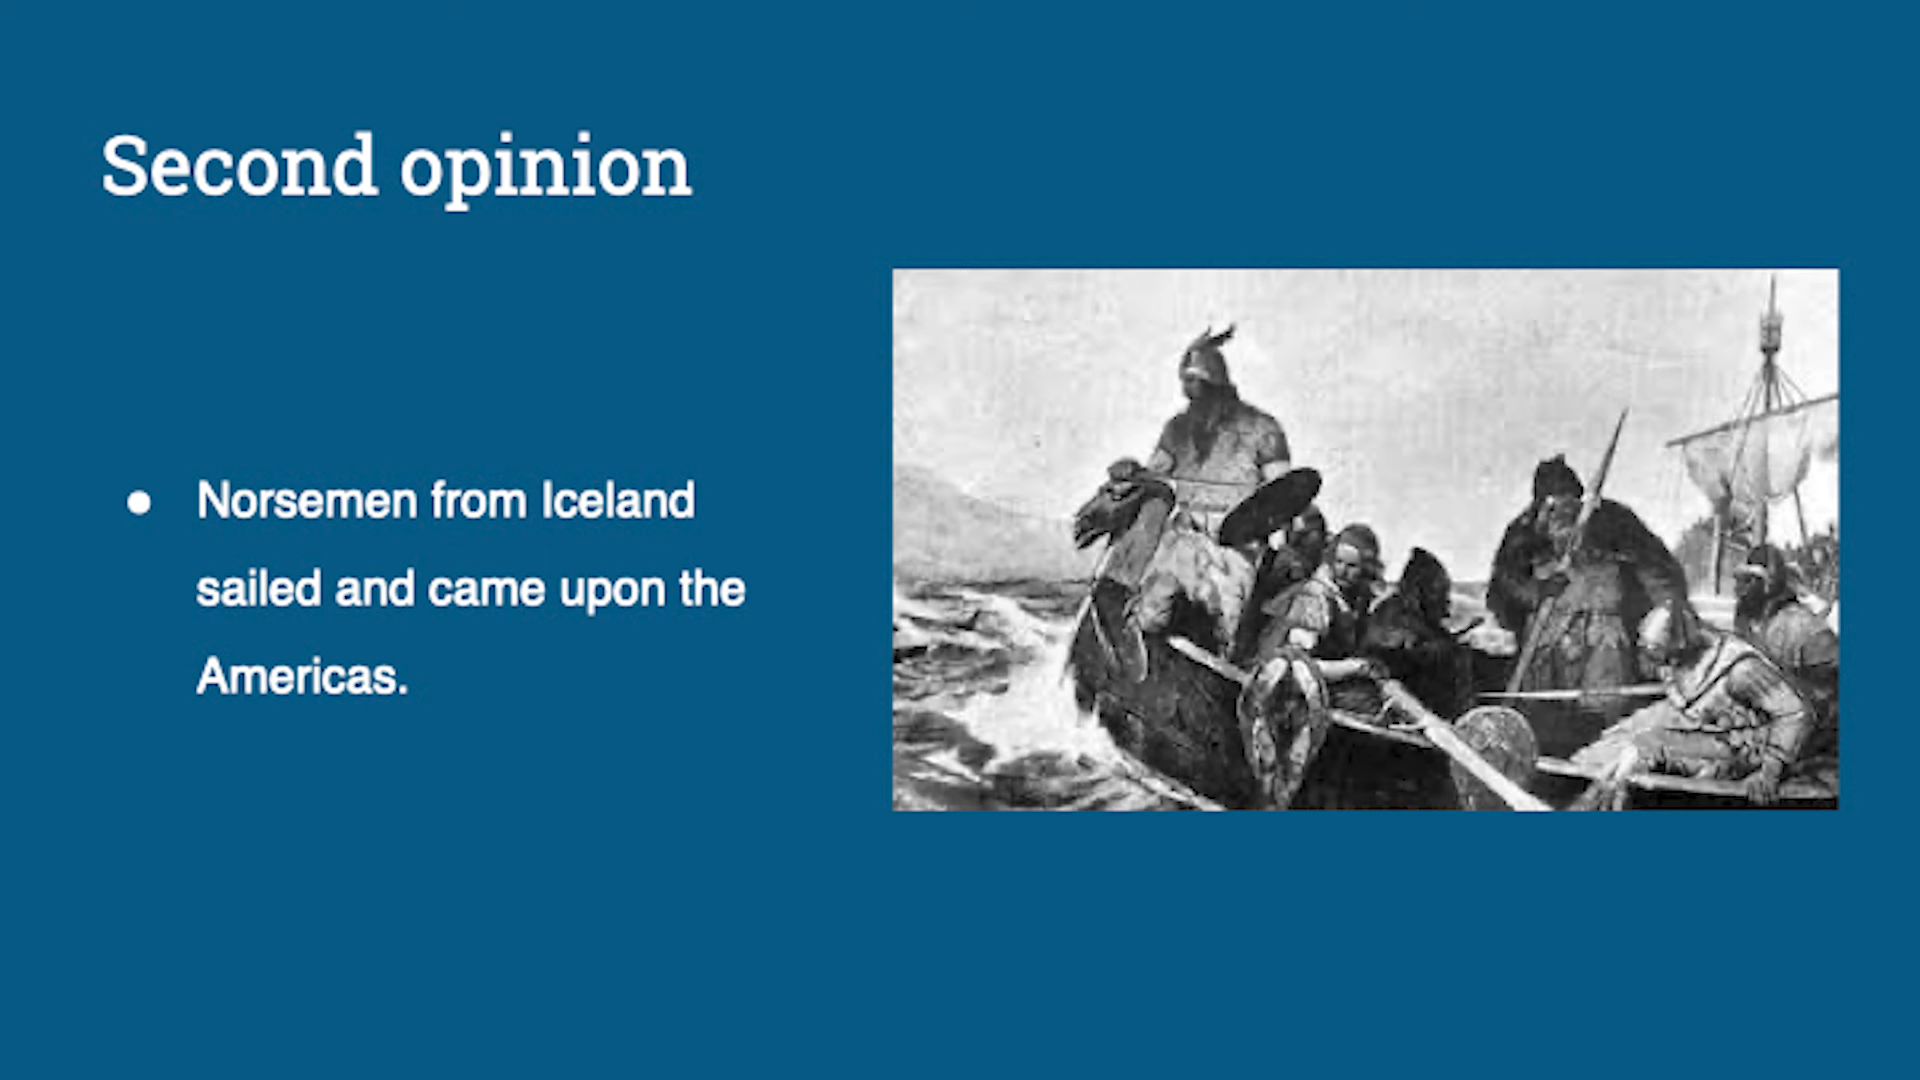 Second opinion
● Norsemen from Iceland
sailed and came upon the
Americas.